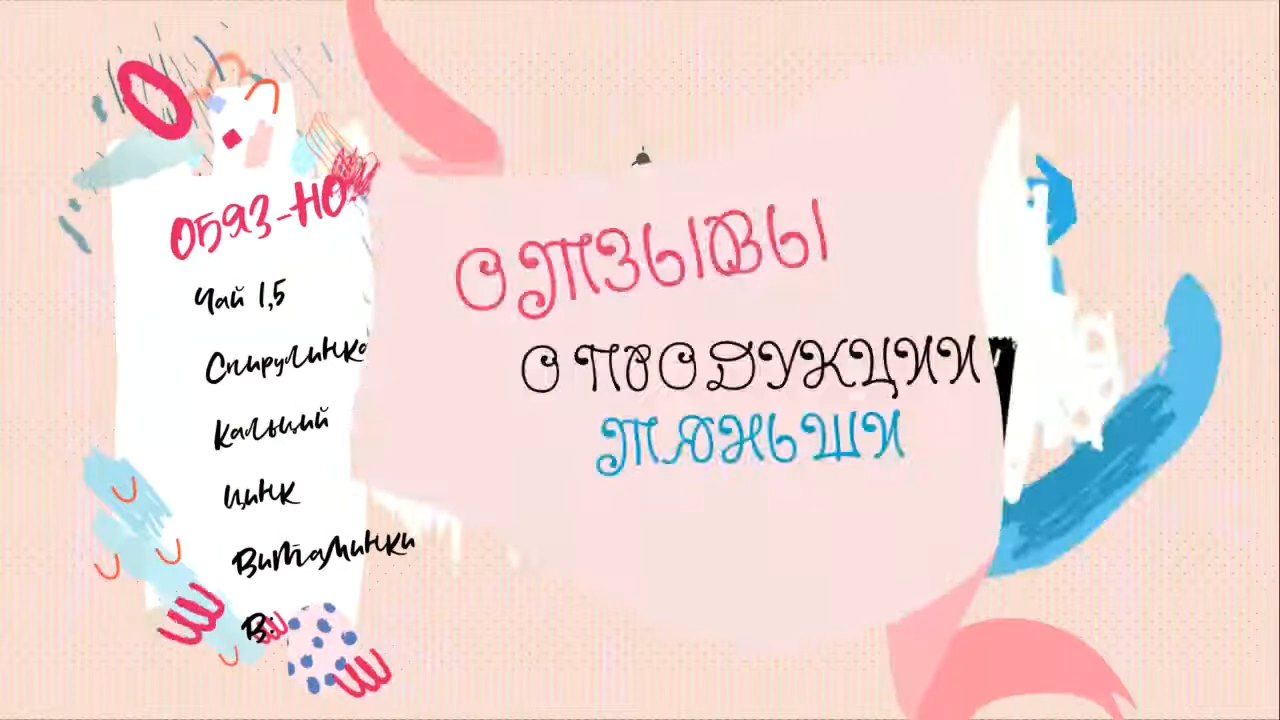 ОБЯЗ-НО:
Чай 1,5
Спирулинка
Кальций
Цинк
Витаминки
В:
ОТЗЫВЫ
О ПРОДУКЦИИ
ТЯНЬШИ